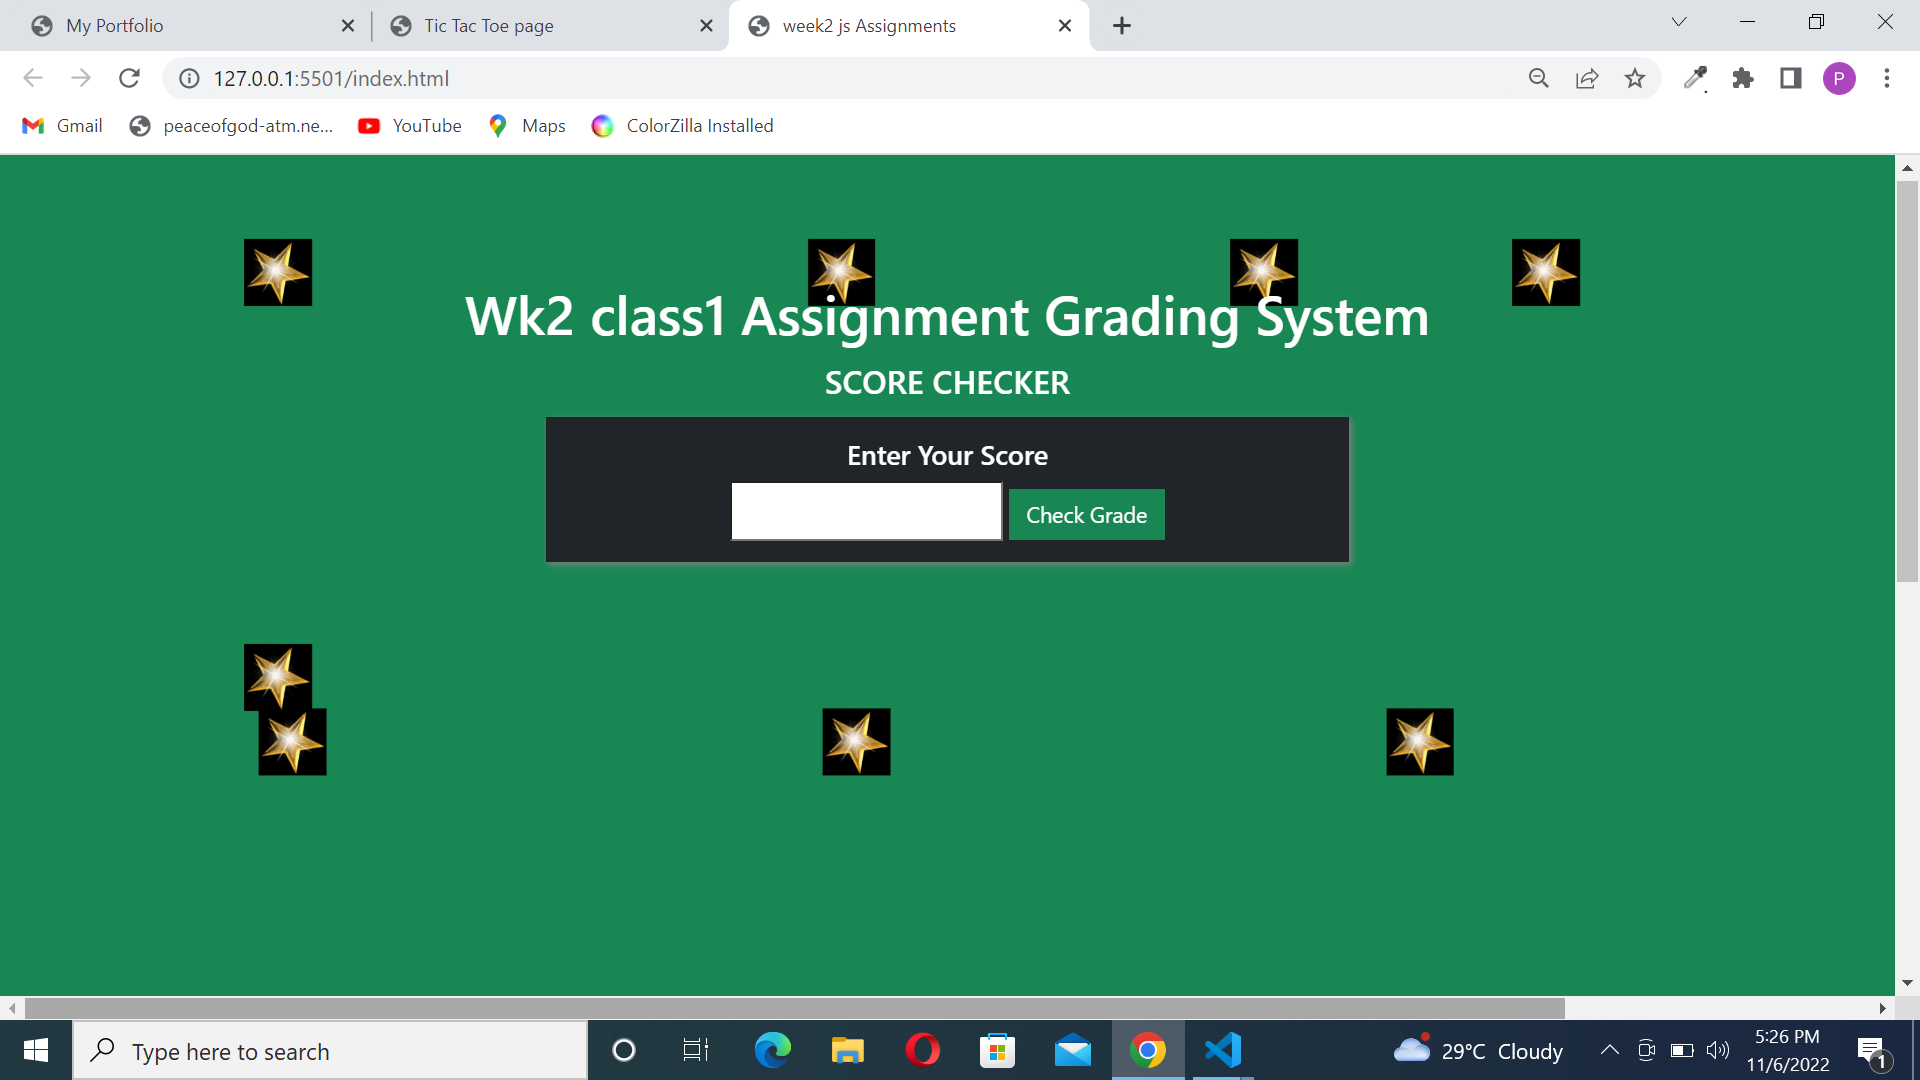 My Portfolio
Tic Tac Toe page
week2 js Assignments
127.0.0.1:5501/index.html
P
Gmail
peaceofgod-atm.ne...
YouTube
Maps
ColorZilla Installed
Wk2 class1 Assignment Grading System
SCORE CHECKER
Enter Your Score
Check Grade
Type here to search
29°C Cloudy
5:26 PM
11/6/2022
1